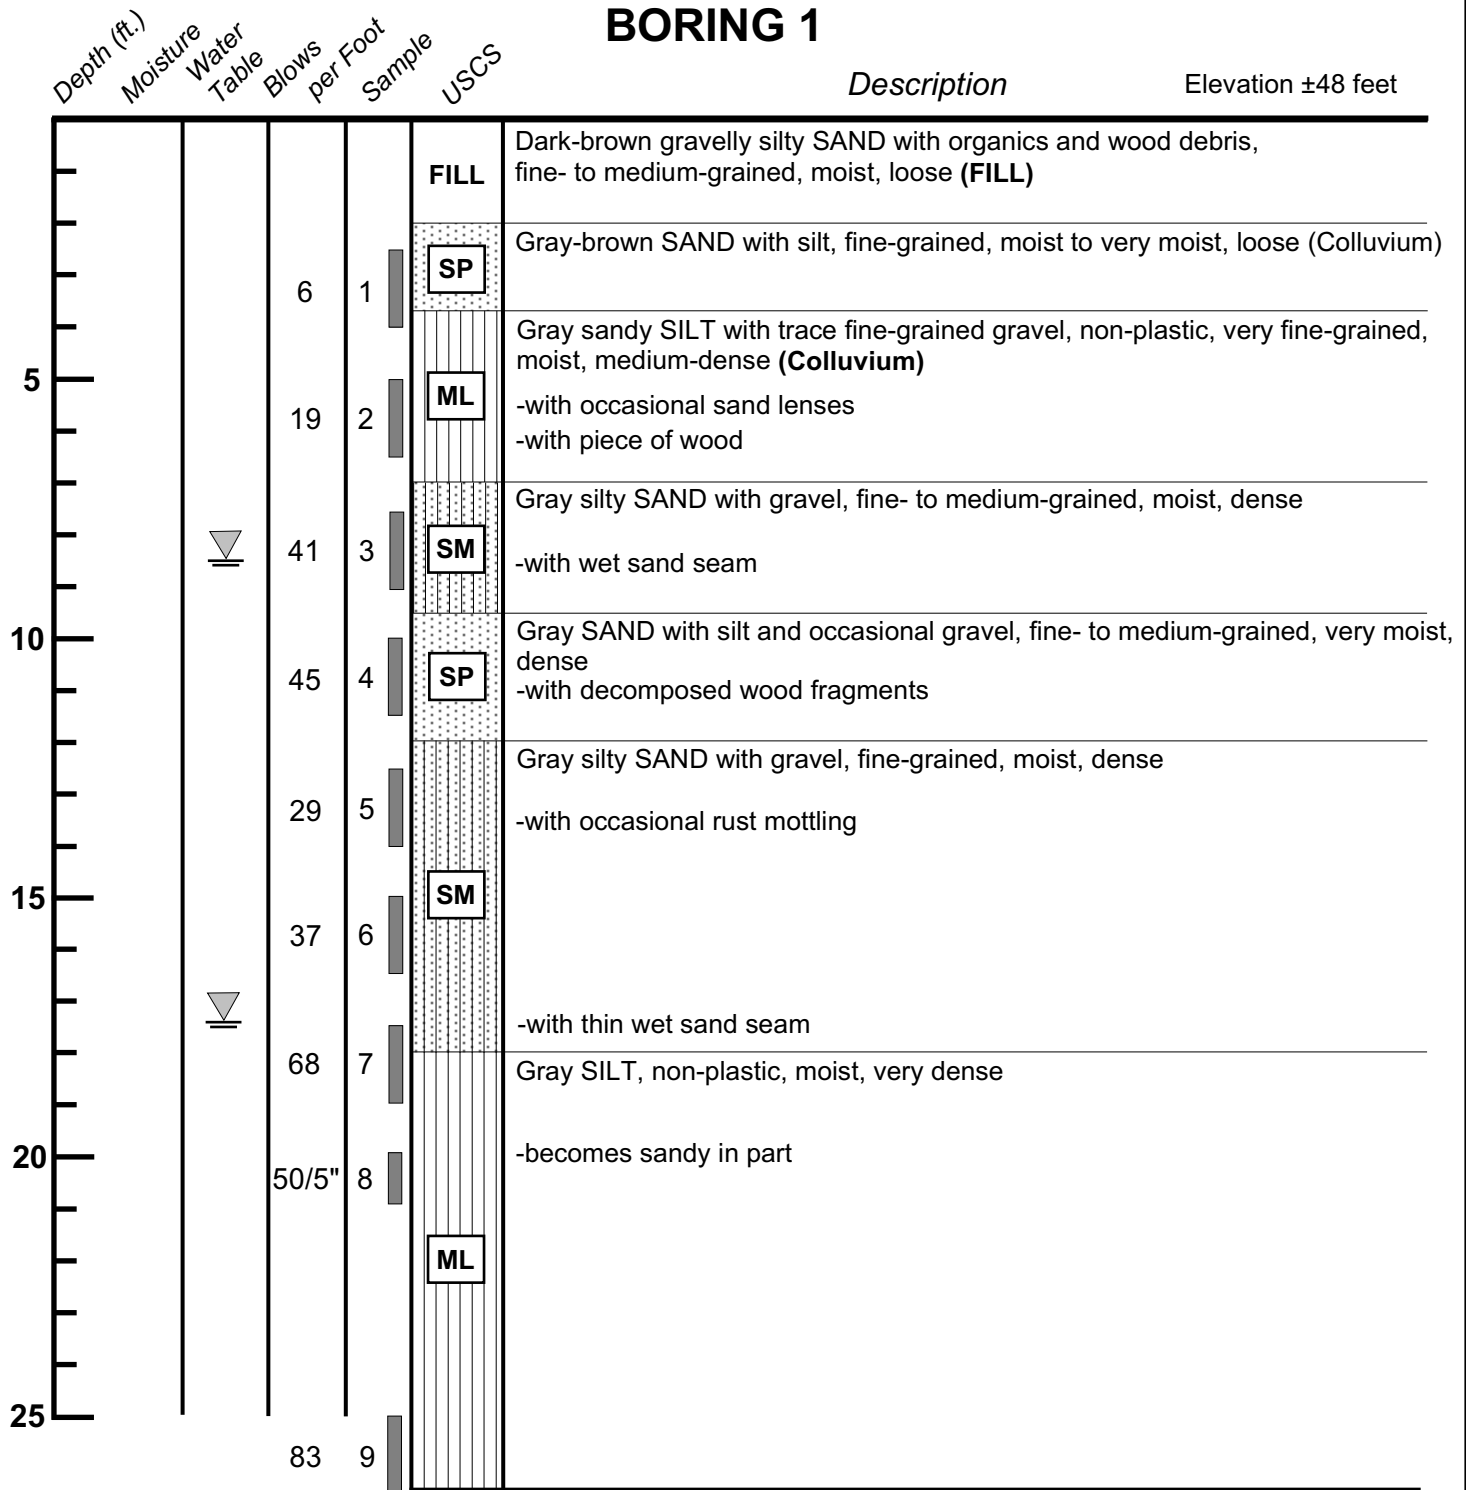 BORING 1
Depth (ft.)
Moisture
Water
Table
Blows
per Foot
Sample
USCS
Description
Elevation ±48 feet
FILL
Dark-brown gravelly silty SAND with organics and wood debris,
fine- to medium-grained, moist, loose (FILL)
Gray-brown SAND with silt, fine-grained, moist to very moist, loose (Colluvium)
SP
6
1
Gray sandy SILT with trace fine-grained gravel, non-plastic, very fine-grained,
moist, medium-dense (Colluvium)
5
ML
-with occasional sand lenses
19
2
-with piece of wood
Gray silty SAND with gravel, fine- to medium-grained, moist, dense
41
3
SM
-with wet sand seam
10
Gray SAND with silt and occasional gravel, fine- to medium-grained, very moist,
dense
45
4
SP
-with decomposed wood fragments
Gray silty SAND with gravel, fine-grained, moist, dense
29
5
-with occasional rust mottling
15
SM
37
6
-with thin wet sand seam
68
7
Gray SILT, non-plastic, moist, very dense
20
-becomes sandy in part
50/5"
8
ML
25
83
9